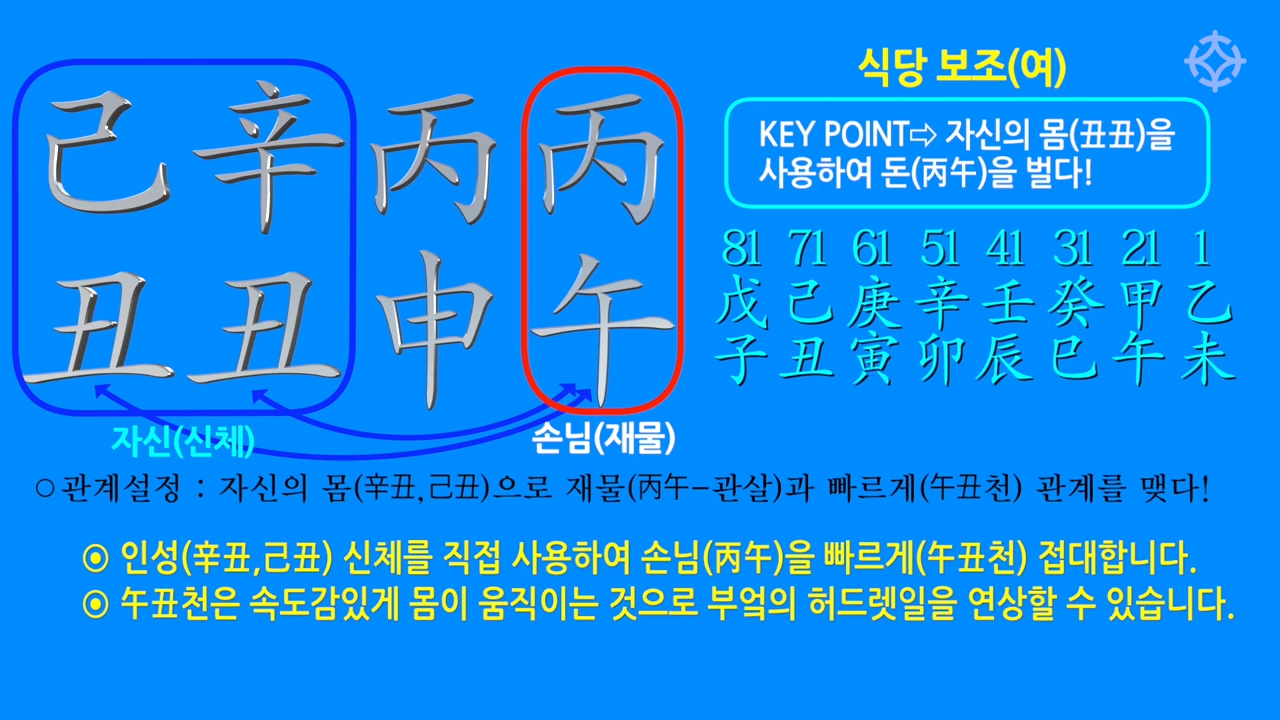 己 辛 丙 丙
丑 丑 申 午
자신(신체)
손님(재물)
식당 보조(여)
KEY POINT⇨ 자신의 몸(丑丑)을
사용하여 돈(丙午)을 벌다!
81 71 61 51 41 31 21 1
戊 己 庚 辛 壬 癸 甲 乙
子 丑 寅 卯 辰 巳 午 未
○관계설정 : 자신의 몸(辛丑,己丑)으로 재물(丙午-관살)과 빠르게(午丑천) 관계를 맺다!
◉ 인성(辛丑,己丑) 신체를 직접 사용하여 손님(丙午)을 빠르게(午丑천) 접대합니다.
◉ 午丑천은 속도감있게 몸이 움직이는 것으로 부엌의 허드렛일을 연상할 수 있습니다.